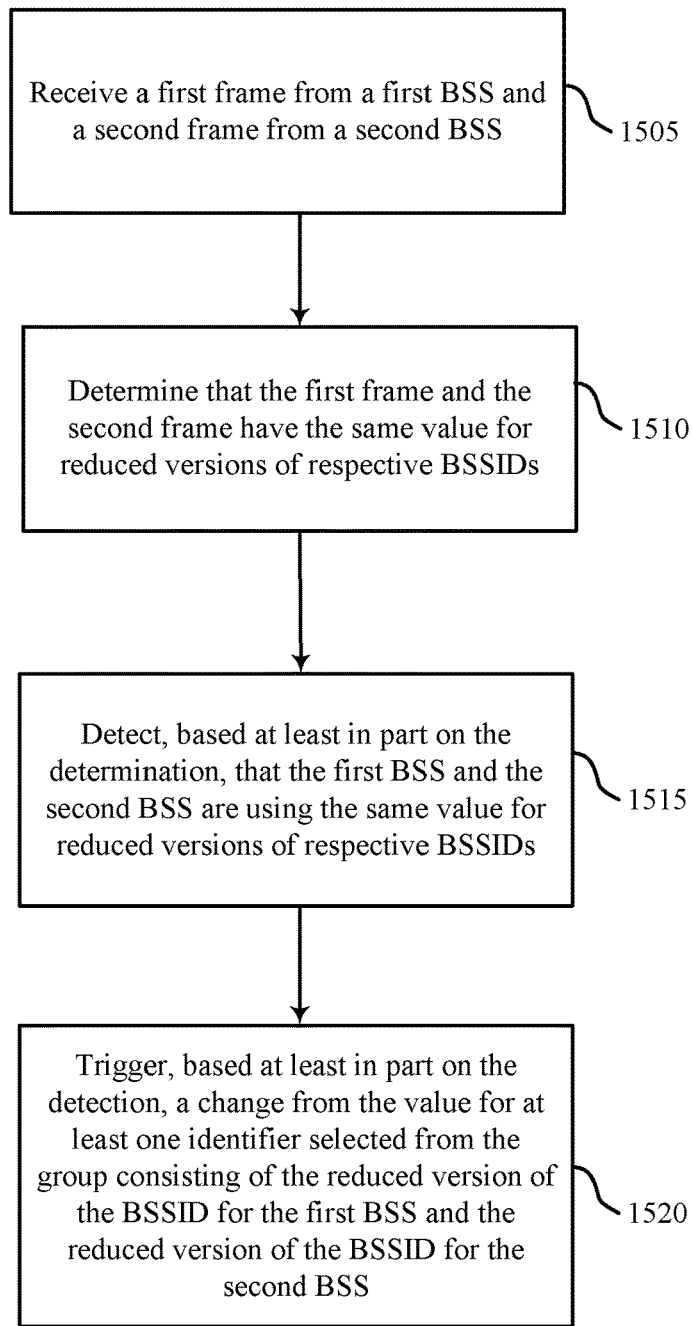 Receive a first frame from a first BSS and
a second frame from a second BSS
1505
Determine that the first frame and the
second frame have the same value for
reduced versions of respective BSSIDs
1510
Detect, based at least in part on the
determination, that the first BSS and the
second BSS are using the same value for
reduced versions of respective BSSIDs
1515
Trigger, based at least in part on the
detection, a change from the value for at
least one identifier selected from the
group consisting of the reduced version of
the BSSID for the first BSS and the
reduced version of the BSSID for the
second BSS
1520